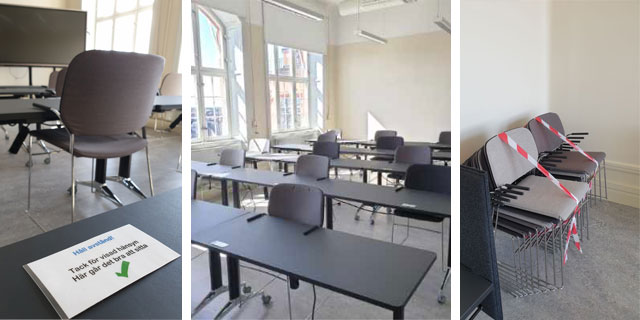 Håll avstånd!
Tack för visad hänsyn
Här går det bra att sitta